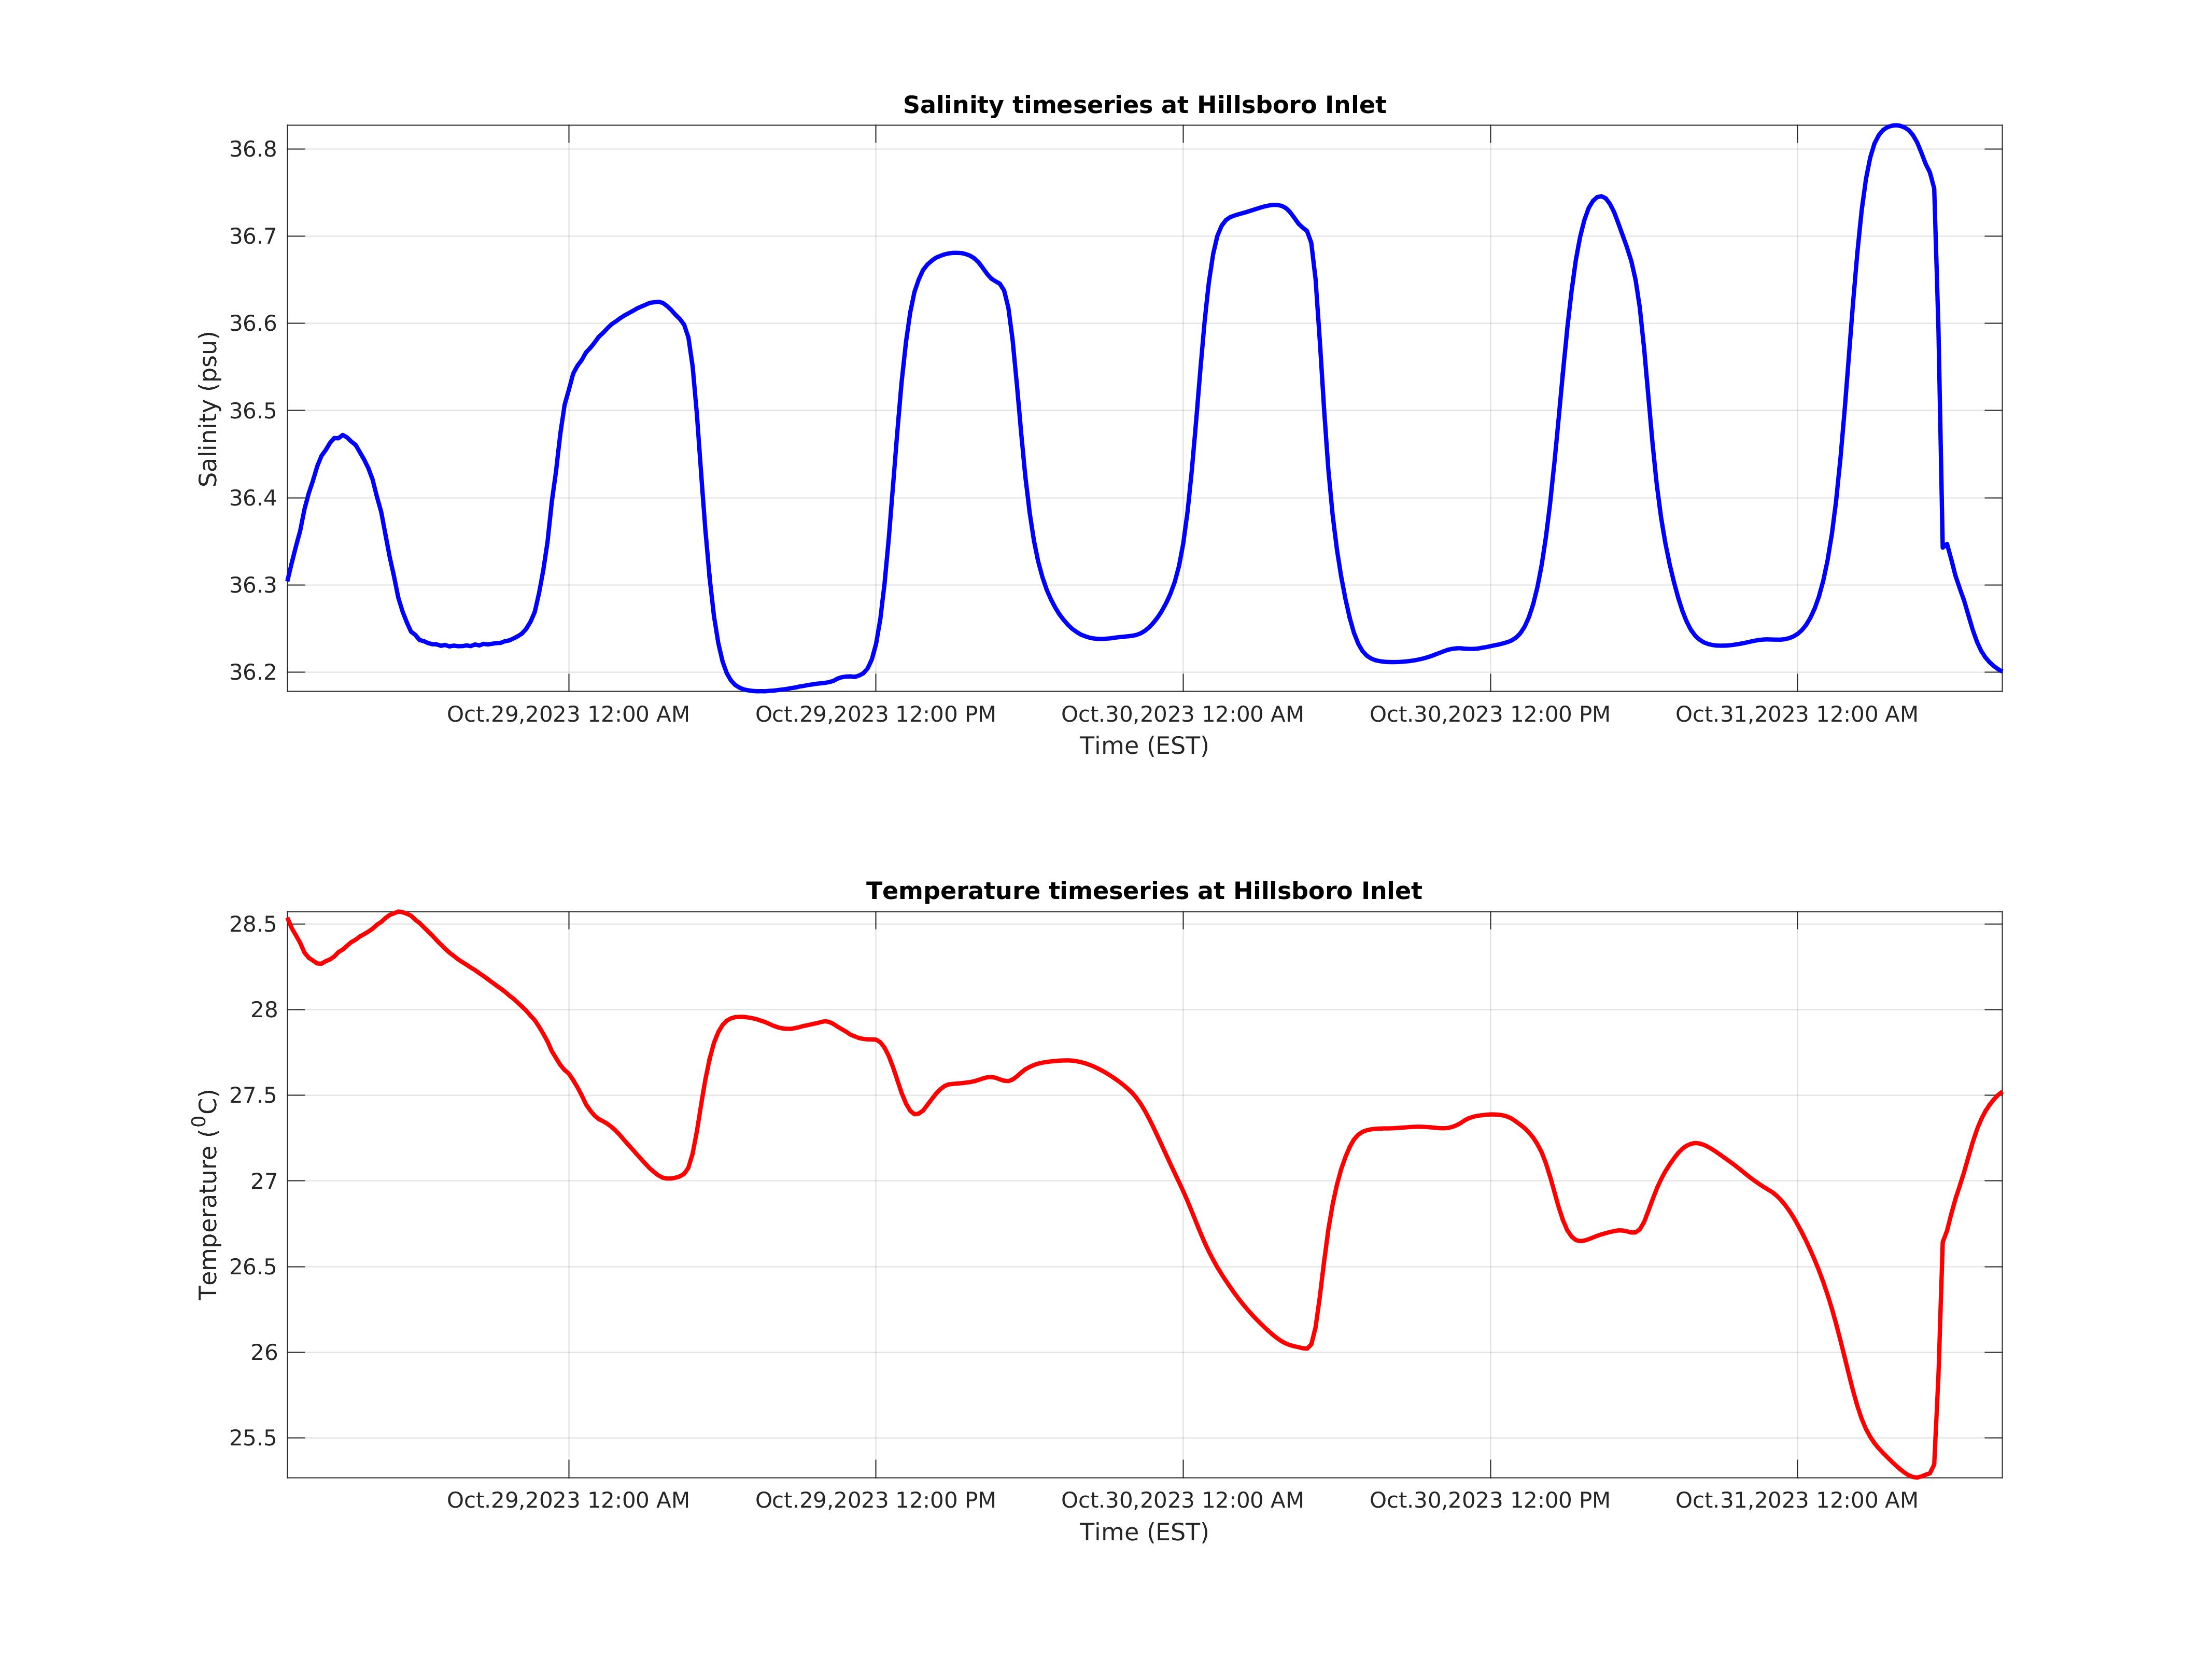 Salinity timeseries at Hillsboro Inlet
36.8
36.7
36.6
36.5
36.4
36.3
36.2
Salinity (psu)
Oct.29,2023 12:00 AM Oct.29,2023 12:00 PM Oct.30,2023 12:00 AM Oct.30,2023 12:00 PM Oct.31,2023 12:00 AM
Time (EST)
Temperature timeseries at Hillsboro Inlet
28.5
28
27.5
27
26.5
26
25.5
Temperature (⁰C)
Oct.29,2023 12:00 AM Oct.29,2023 12:00 PM Oct.30,2023 12:00 AM Oct.30,2023 12:00 PM Oct.31,2023 12:00 AM
Time (EST)